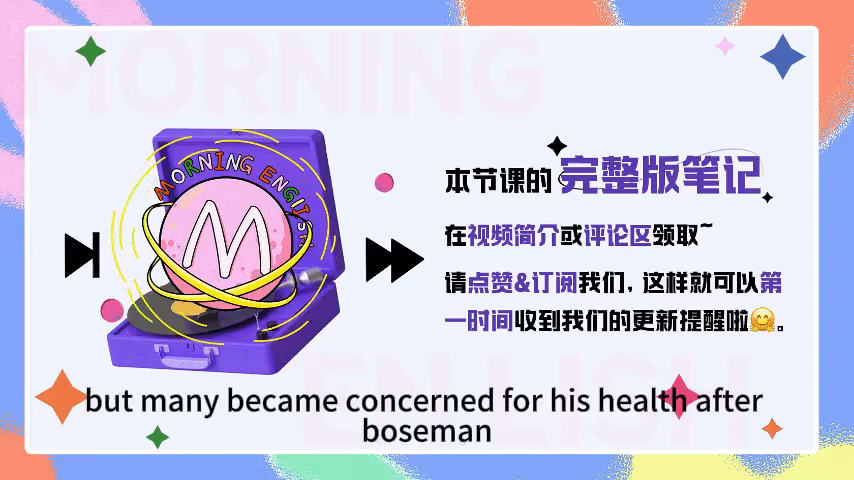 MORNING
MORNING ENGLISH
M
本节课的 完整版笔记
在视频简介或评论区领取~
请点赞&订阅我们，这样就可以第
一时间收到我们的更新提醒啦🤗。
ENGLISH
but many became concerned for his health after
boseman